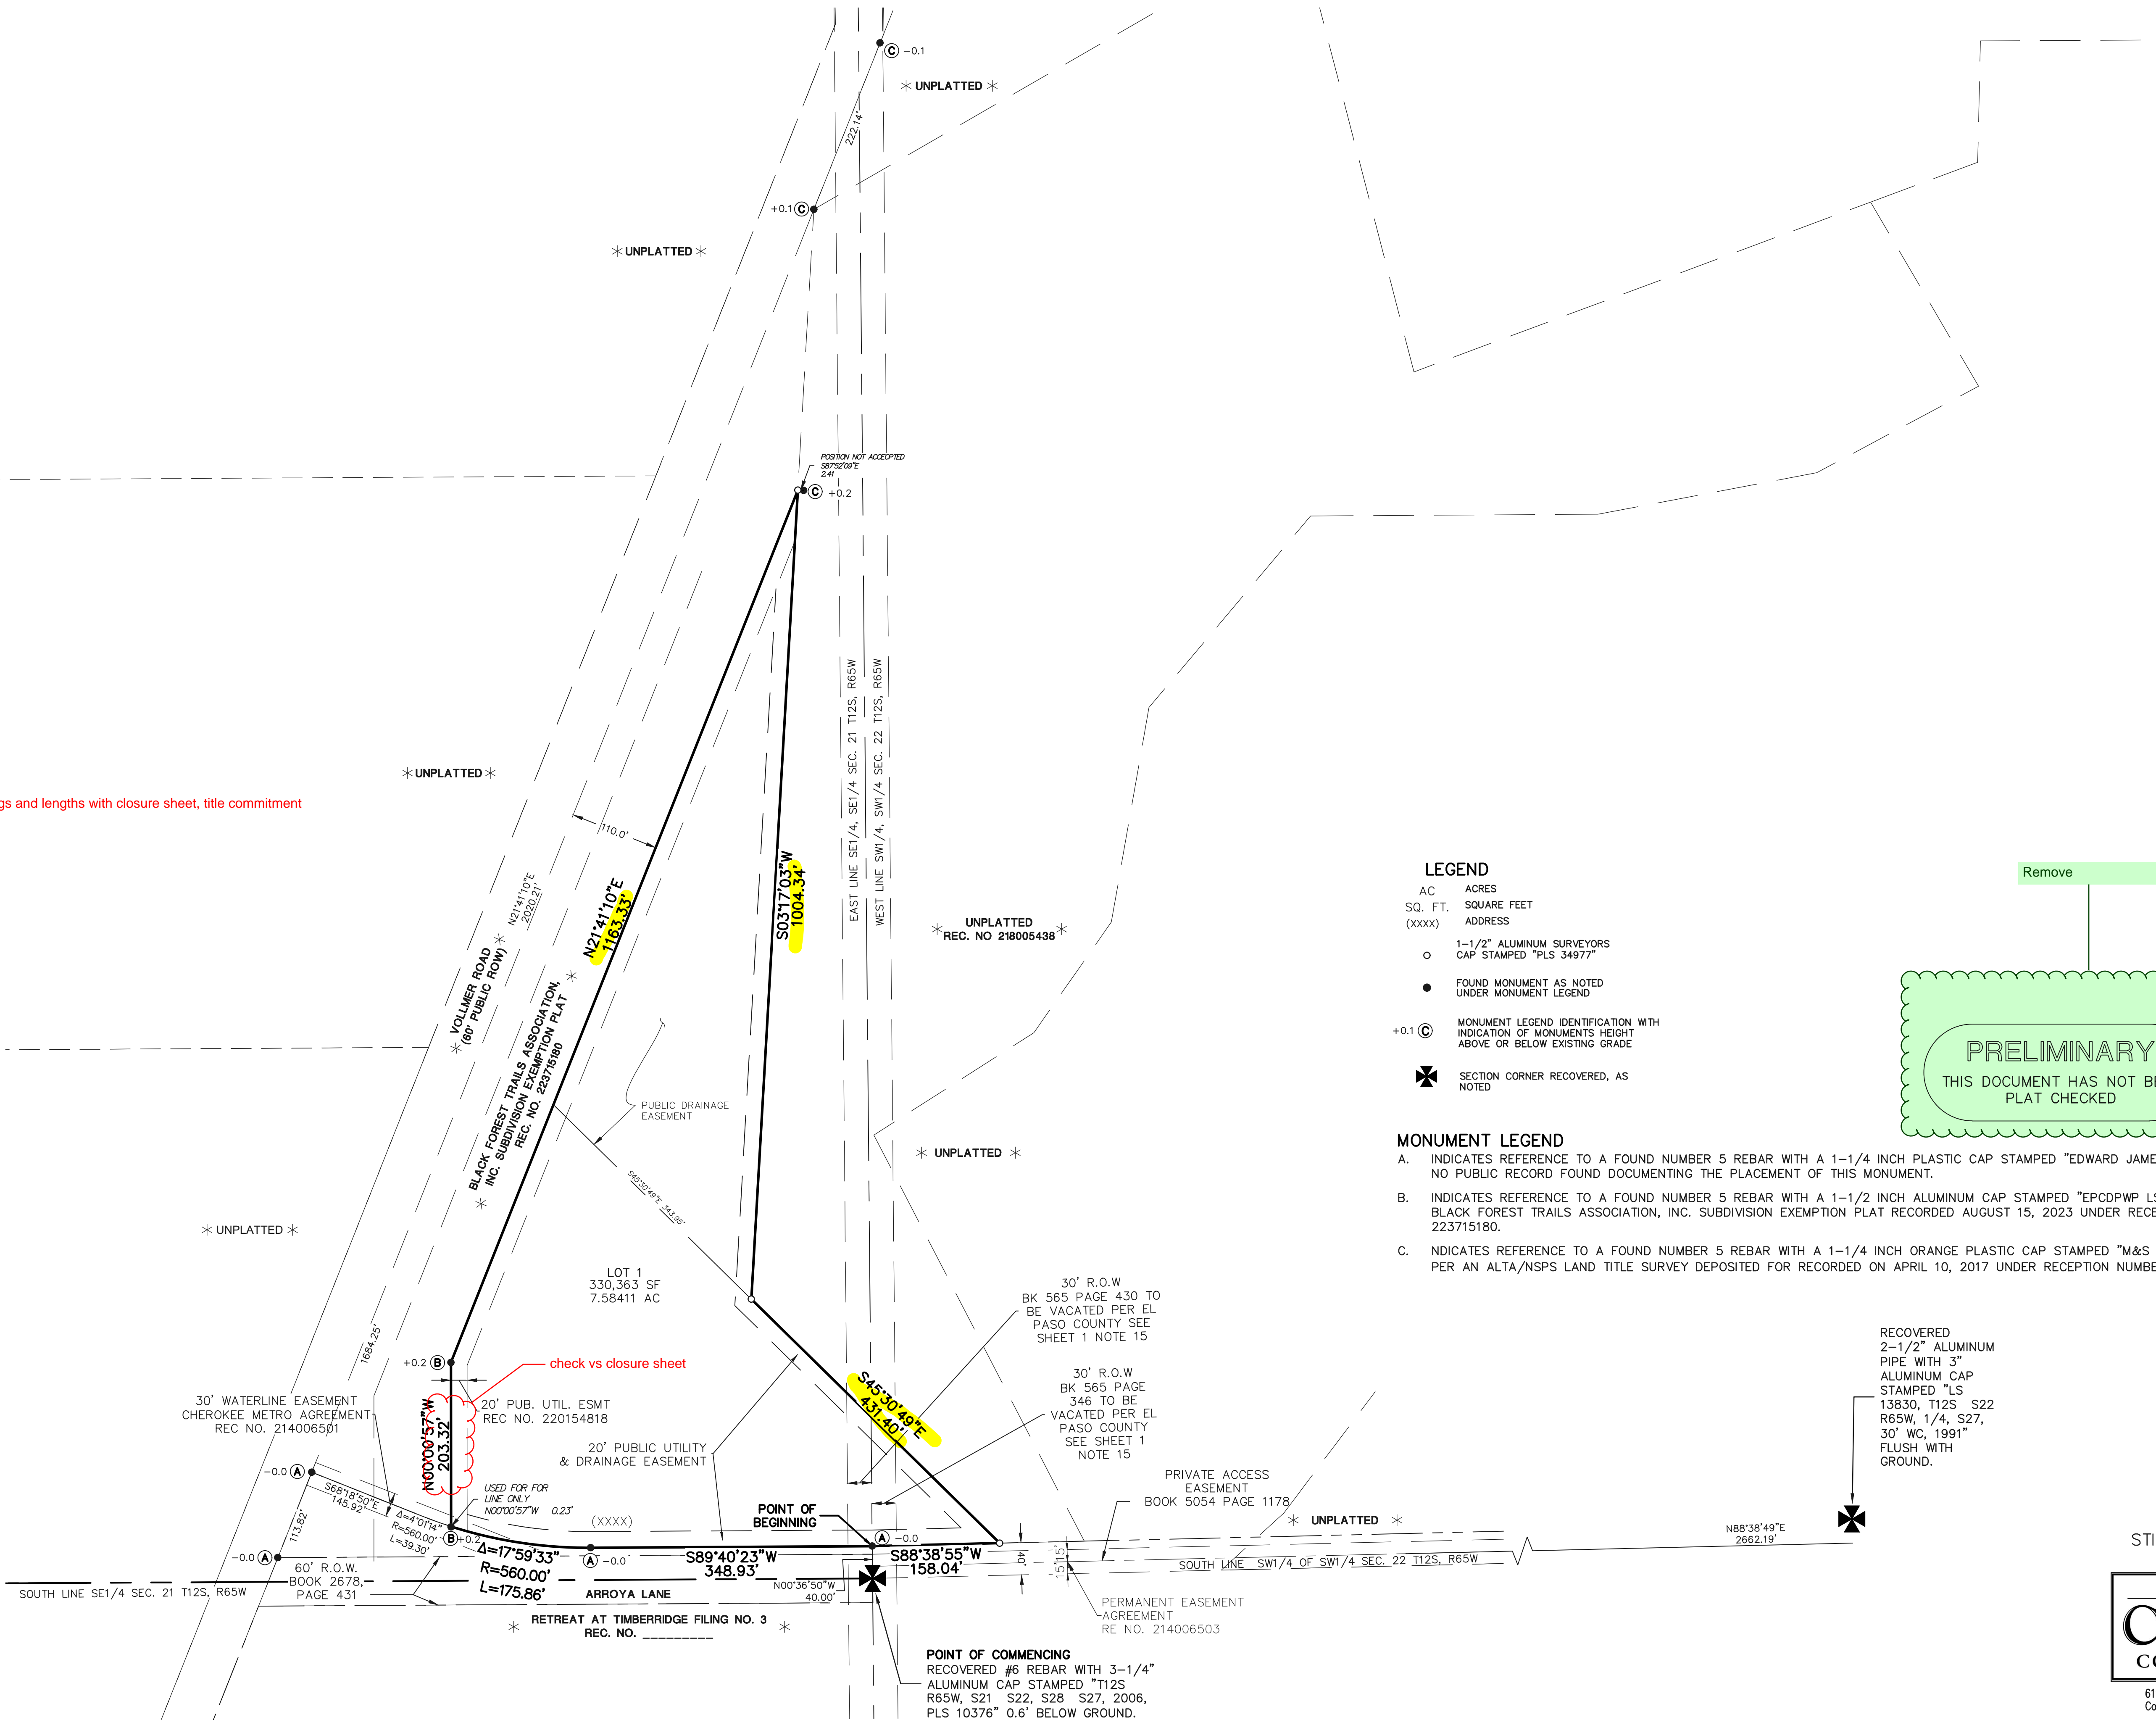 C −0.1
✳ UNPLATTED ✳
222.14'
+0.1 C
✳ UNPLATTED ✳
POSITION NOT ACCECPTED
S87°52'09"E
2.41
C +0.2
EAST LINE SE1/4, SE1/4 SEC. 21 T12S, R65W
WEST LINE SW1/4, SW1/4 SEC. 22 T12S, R65W
✳ UNPLATTED ✳
gs and lengths with closure sheet, title commitment
110.0'
N21°41'10"E
2020.21'
N21°41'10"E
1163.33'
S03°17'03"W
1004.34'
✳ VOLLMER ROAD ✳
(60' PUBLIC ROW)
BLACK FOREST TRAILS ASSOCIATION,
INC. SUBDIVISION EXEMPTION PLAT
REC. NO. 223715180
✳ UNPLATTED ✳
REC. NO 218005438
PUBLIC DRAINAGE
EASEMENT
✳ UNPLATTED ✳
S45°30'49"E 343.95'
✳ UNPLATTED ✳
LOT 1
330,363 SF
7.58411 AC
30' R.O.W
BK 565 PAGE 430 TO
BE VACATED PER EL
PASO COUNTY SEE
SHEET 1 NOTE 15
1684.25'
+0.2 B
check vs closure sheet
30' WATERLINE EASEMENT
CHEROKEE METRO AGREEMENT
REC NO. 214006501
N00°00'57"W
203.32'
20' PUB. UTIL. ESMT
REC NO. 220154818
S45°30'49"E
431.40'
30' R.O.W
BK 565 PAGE
346 TO BE
VACATED PER EL
PASO COUNTY
SEE SHEET 1
NOTE 15
20' PUBLIC UTILITY
& DRAINAGE EASEMENT
−0.0 A
S68°18'50"E
145.92'
USED FOR FOR
LINE ONLY
N00°00'57"W 0.23'
PRIVATE ACCESS
EASEMENT
BOOK 5054 PAGE 1178
POINT OF
BEGINNING
(XXXX)
✳ UNPLATTED ✳
113.82'
Δ=4°01'14"
R=560.00'
L=39.30'
B +0.2
A −0.0
−0.0 A
Δ=17°59'33"
R=560.00'
L=175.86'
A −0.0
S89°40'23"W
348.93'
S88°38'55"W
158.04'
40'
15'
15'
N88°38'49"E
2662.19'
SOUTH LINE SW1/4 OF SW1/4 SEC. 22 T12S, R65W
60' R.O.W.
BOOK 2678,
PAGE 431
SOUTH LINE SE1/4 SEC. 21 T12S, R65W
ARROYA LANE
N00°36'50"W
40.00'
✳ RETREAT AT TIMBERRIDGE FILING NO. 3 ✳
REC. NO. _________
PERMANENT EASEMENT
AGREEMENT
RE NO. 214006503
POINT OF COMMENCING
RECOVERED #6 REBAR WITH 3−1/4"
ALUMINUM CAP STAMPED "T12S
R65W, S21 S22, S28 S27, 2006,
PLS 10376" 0.6' BELOW GROUND.
LEGEND
AC ACRES
SQ. FT. SQUARE FEET
(XXXX) ADDRESS
1−1/2" ALUMINUM SURVEYORS
CAP STAMPED "PLS 34977"
FOUND MONUMENT AS NOTED
UNDER MONUMENT LEGEND
+0.1 C MONUMENT LEGEND IDENTIFICATION WITH
INDICATION OF MONUMENTS HEIGHT
ABOVE OR BELOW EXISTING GRADE
SECTION CORNER RECOVERED, AS
NOTED
Remove
PRELIMINARY
THIS DOCUMENT HAS NOT BE
PLAT CHECKED
MONUMENT LEGEND
A. INDICATES REFERENCE TO A FOUND NUMBER 5 REBAR WITH A 1−1/4 INCH PLASTIC CAP STAMPED "EDWARD JAME
NO PUBLIC RECORD FOUND DOCUMENTING THE PLACEMENT OF THIS MONUMENT.
B. INDICATES REFERENCE TO A FOUND NUMBER 5 REBAR WITH A 1−1/2 INCH ALUMINUM CAP STAMPED "EPCDPWP LS
BLACK FOREST TRAILS ASSOCIATION, INC. SUBDIVISION EXEMPTION PLAT RECORDED AUGUST 15, 2023 UNDER RECE
223715180.
C. NDICATES REFERENCE TO A FOUND NUMBER 5 REBAR WITH A 1−1/4 INCH ORANGE PLASTIC CAP STAMPED "M&S
PER AN ALTA/NSPS LAND TITLE SURVEY DEPOSITED FOR RECORDED ON APRIL 10, 2017 UNDER RECEPTION NUMBE
RECOVERED
2−1/2" ALUMINUM
PIPE WITH 3"
ALUMINUM CAP
STAMPED "LS
13830, T12S S22
R65W, 1/4, S27,
30' WC, 1991"
FLUSH WITH
GROUND.
STI
C
CO
61
Co